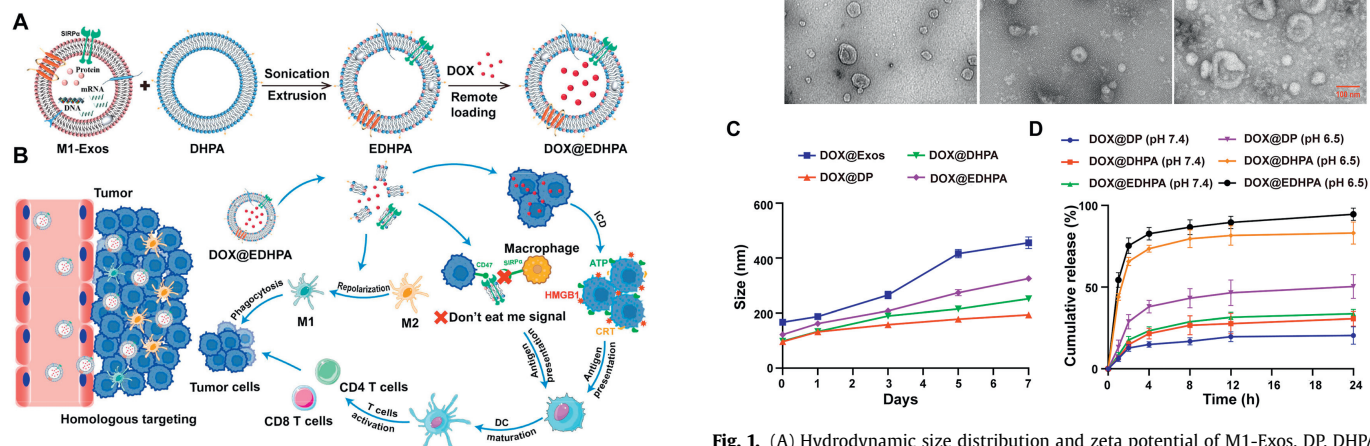 A
SIRPα
Protein
mRNA
DNA
M1-Exos
+
DHPA
Sonication
Extrusion
EDHPA
DOX
Remote
loading
DOX@EDHPA
B
Tumor
Homologous targeting
DOX@EDHPA
ICD
Macrophage
CD47
SIRPα
ATP
HMGB1
CRT
Don't eat me signal
Repolarization
M1
M2
Phagocytosis
Tumor cells
CD4 T cells
CD8 T cells
T cells
activation
DC
maturation
Antigen
presentation
Antigen
presentation
100 nm
C
DOX@Exos
DOX@DP
DOX@DHPA
DOX@EDHPA
Size (nm)
600
400
200
0
0 1 2 3 4 5 6 7
Days
D
DOX@DP (pH 7.4)
DOX@DHPA (pH 7.4)
DOX@EDHPA (pH 7.4)
DOX@DP (pH 6.5)
DOX@DHPA (pH 6.5)
DOX@EDHPA (pH 6.5)
Cumulative release (%)
100
50
0
0 4 8 12 16 20 24
Time (h)
Fig. 1. (A) Hydrodynamic size distribution and zeta potential of M1-Exos, DP, DHPA